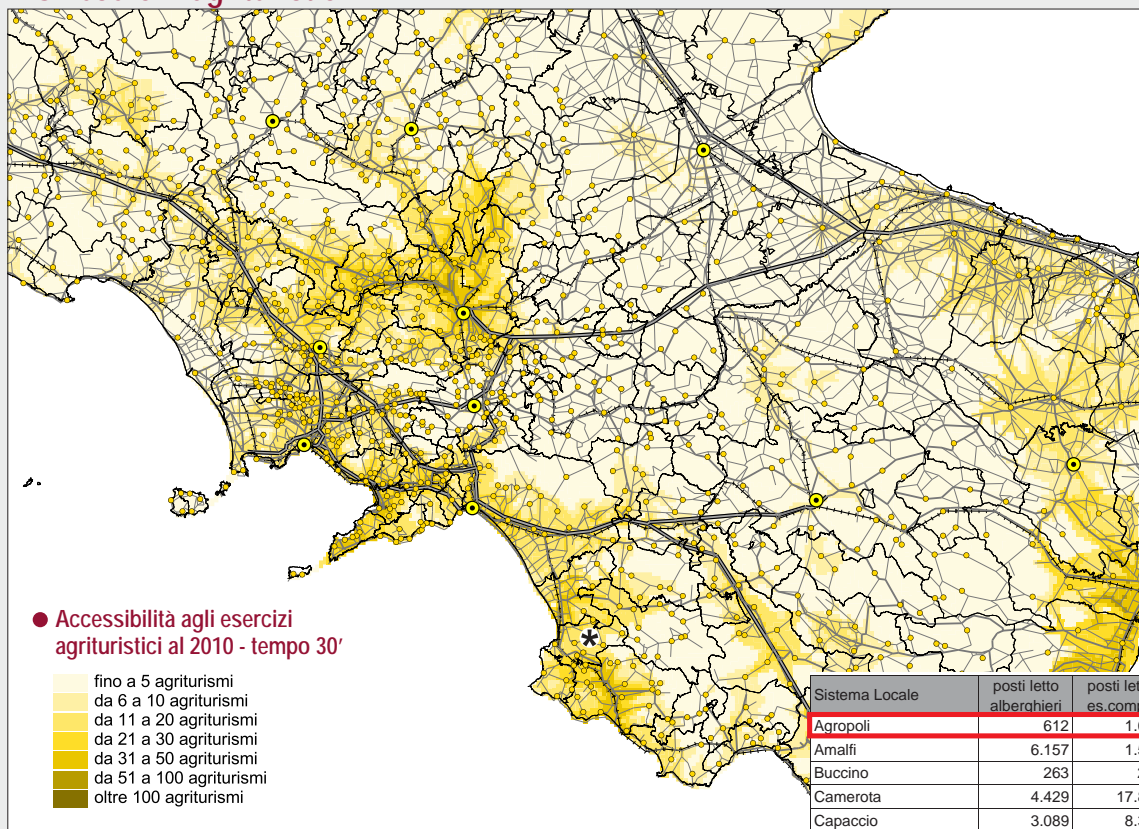 ● Accessibilità agli esercizi
agrituristici al 2010 - tempo 30'
fino a 5 agriturismi
da 6 a 10 agriturismi
da 11 a 20 agriturismi
da 21 a 30 agriturismi
da 31 a 50 agriturismi
da 51 a 100 agriturismi
oltre 100 agriturismi
*
Sistema Locale posti letto alberghieri posti
Agropoli 612
Amalfi 6.157
Buccino 263
Camerota 4.429
Capaccio 3.089